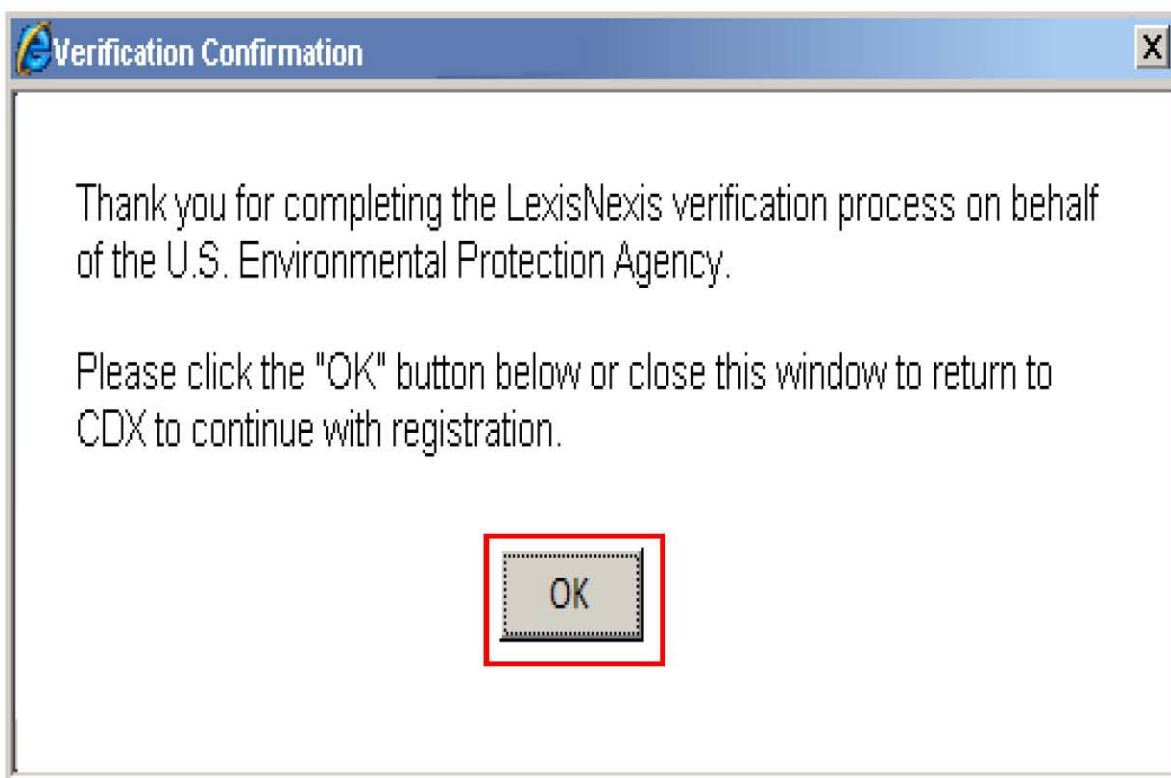 Verification Confirmation
Thank you for completing the LexisNexis verification process on behalf
of the U.S. Environmental Protection Agency.
Please click the "OK" button below or close this window to return to
CDX to continue with registration.
OK